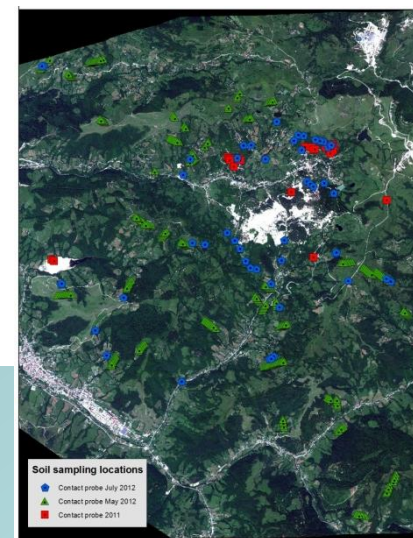 Soil sampling locations
Contact probe July 2012
Contact probe May 2012
Contact probe 2011